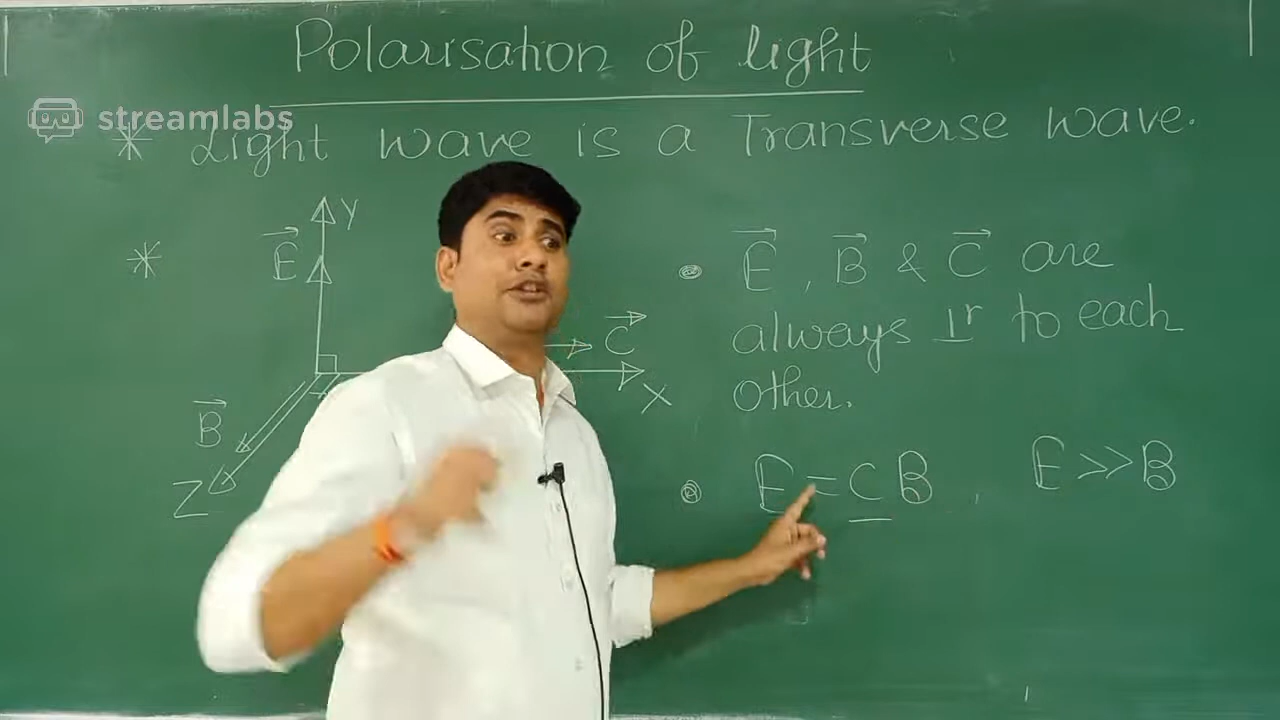 Polarisation of light
streamlabs
* Light wave is a Transverse wave.
Y
*
E⃗
E⃗, B⃗ & C⃗ are
always ⊥r to each
other.
C⃗
X
B⃗
Z
E = C B, E >> B